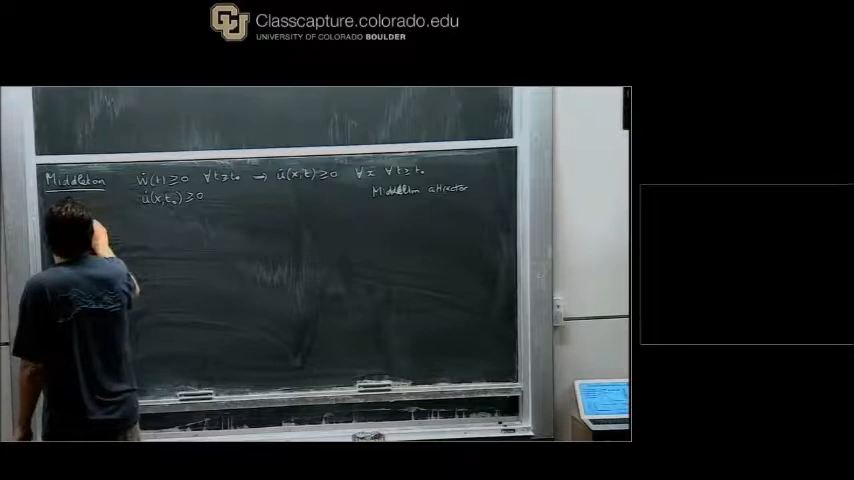 Classcapture.colorado.edu
UNIVERSITY OF COLORADO BOULDER
Middleton Ẇ(t) ≥ 0 ∀ t ≥ t₀ → u̇(x,t) ≥ 0 ∀ x ∀ t ≥ t₀
u̇(x,t₀) ≥ 0 Middleton attractor